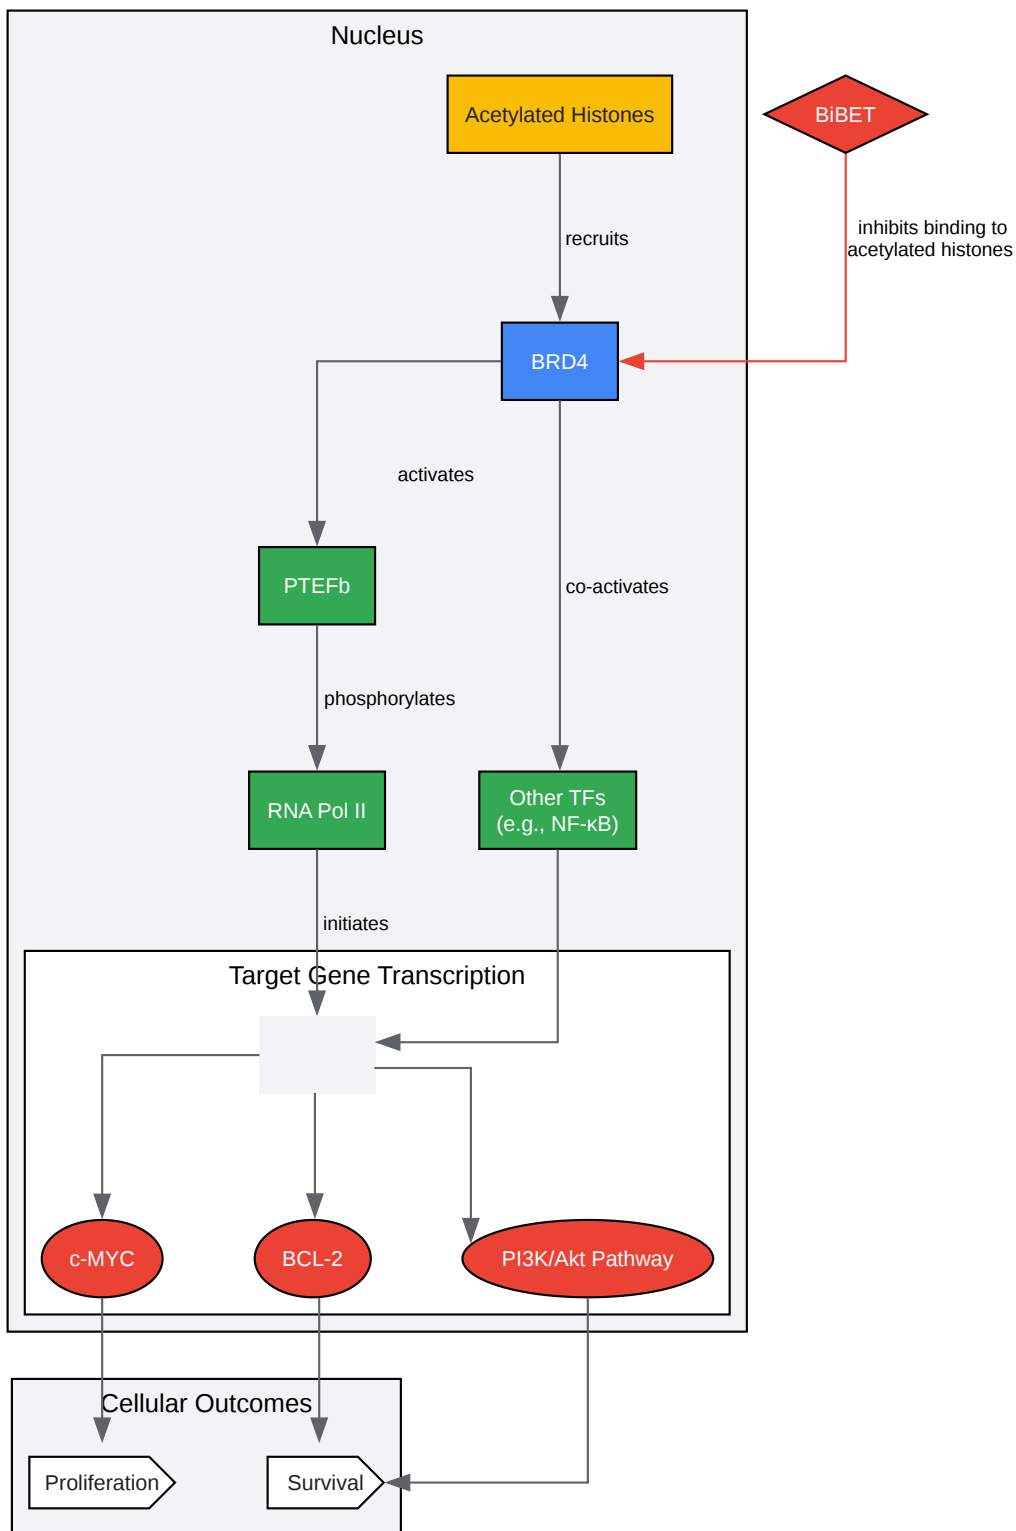 Nucleus
Acetylated Histones
BiBET
inhibits binding to
acetylated histones
recruits
BRD4
activates
PTEFb
co-activates
phosphorylates
RNA Pol II
Other TFs
(e.g., NF-κB)
initiates
Target Gene Transcription
c-MYC
BCL-2
PI3K/Akt Pathway
Cellular Outcomes
Proliferation
Survival